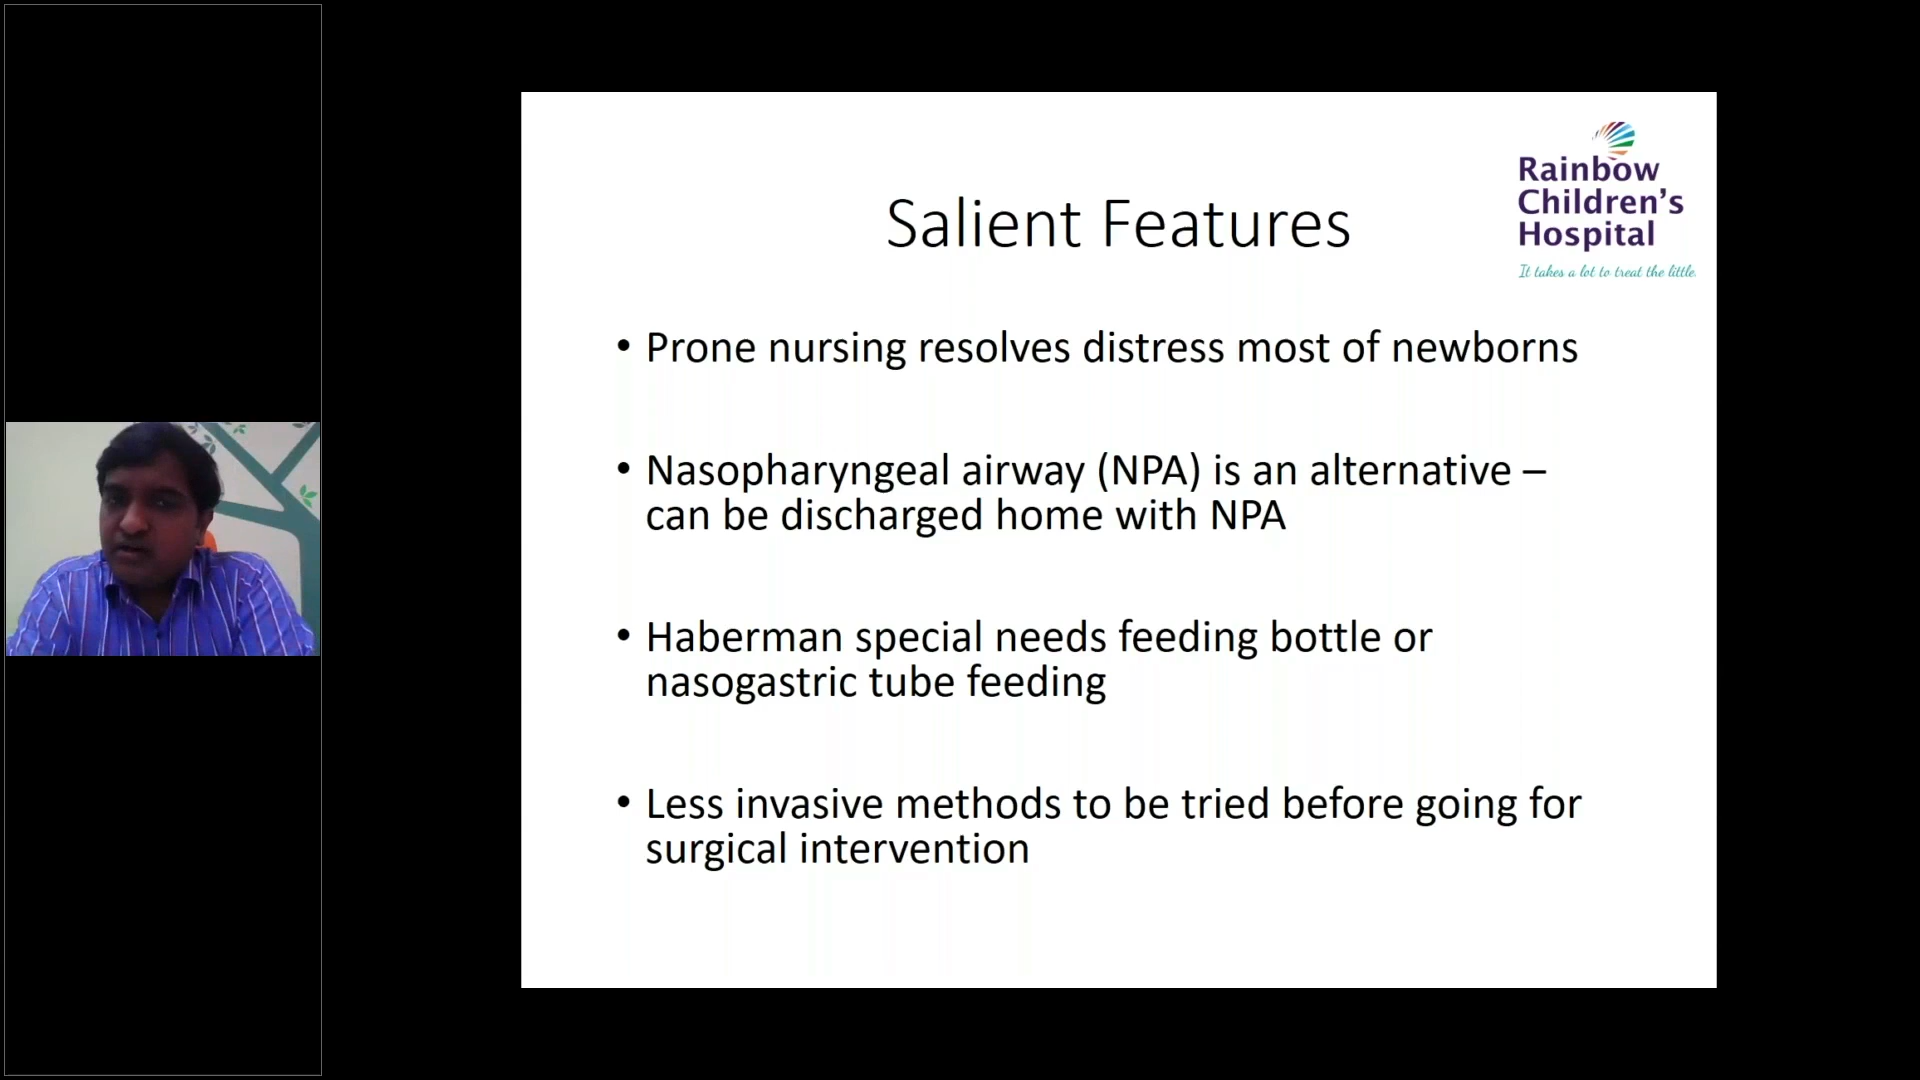 Rainbow
Children's
Hospital
It takes a lot to treat the little.
Salient Features
• Prone nursing resolves distress most of newborns
• Nasopharyngeal airway (NPA) is an alternative –
can be discharged home with NPA
• Haberman special needs feeding bottle or
nasogastric tube feeding
• Less invasive methods to be tried before going for
surgical intervention